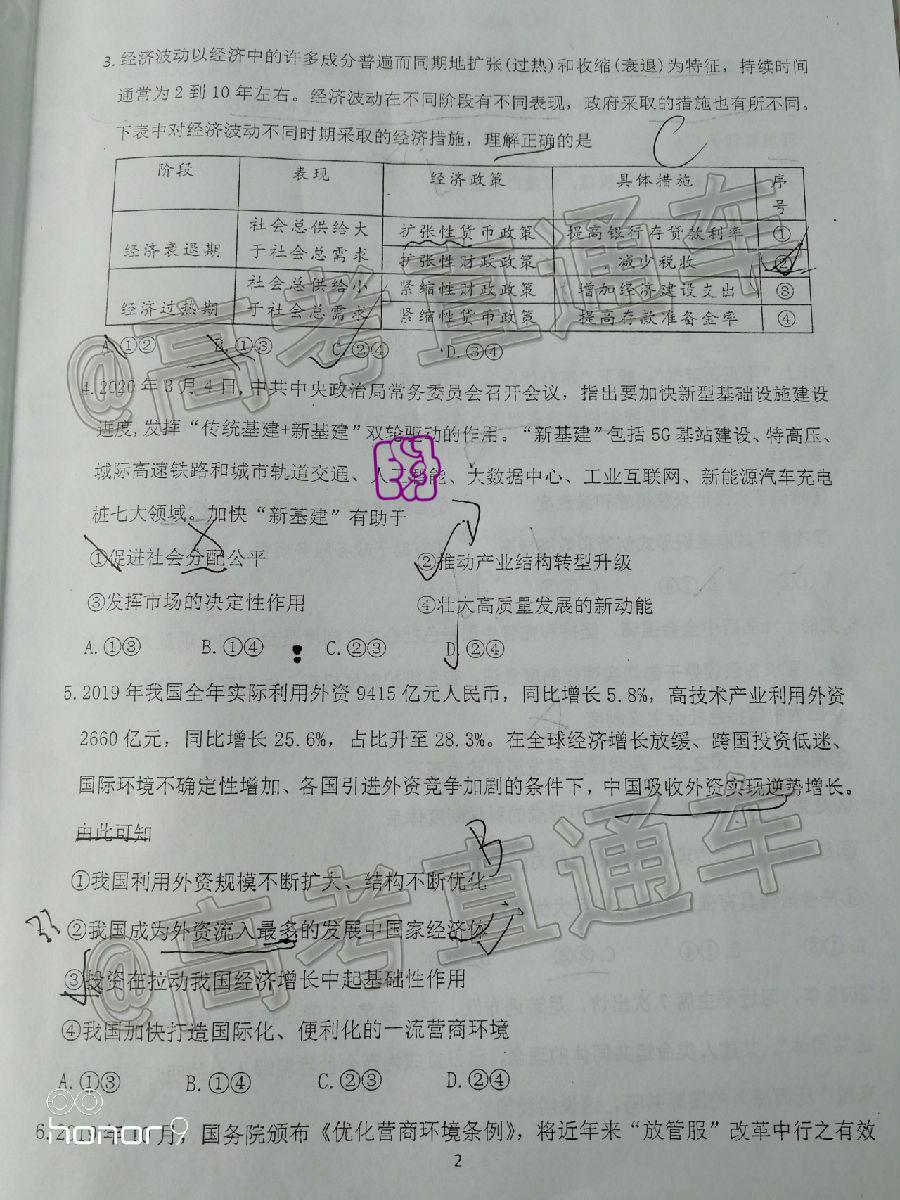 3. 经济波动以经济中的许多成分普遍而同期地扩张(过热)和收缩(衰退)为特征，持续时间
通常为2到10年左右。经济波动在不同阶段有不同表现，政府采取的措施也有所不同。
下表中对经济波动不同时期采取的经济措施，理解正确的是
C
阶段 表现 经济政策 具体措施 序号
经济衰退期 社会总供给大于社会总需求 扩张性货币政策 提高银行存贷款利率 ①
扩张性财政政策 减少税收 ②
经济过热期 社会总供给小于社会总需求 紧缩性财政政策 增加经济建设支出 ③
紧缩性货币政策 提高存款准备金率 ④
A.①② B.①③ C.②④ D.③④
4.2020年3月4日，中共中央政治局常务委员会召开会议，指出要加快新型基础设施建设
进度，发挥“传统基建+新基建”双轮驱动的作用。“新基建”包括5G基站建设、特高压、
城际高速铁路和城市轨道交通、人工智能、大数据中心、工业互联网、新能源汽车充电
桩七大领域。加快“新基建”有助于
①促进社会分配公平 ②推动产业结构转型升级
③发挥市场的决定性作用 ④壮大高质量发展的新动能
A.①③ B.①④ C.②③ D.②④
5.2019年我国全年实际利用外资9415亿元人民币，同比增长5.8%，高技术产业利用外资
2660亿元，同比增长25.6%，占比升至28.3%。在全球经济增长放缓、跨国投资低迷、
国际环境不确定性增加、各国引进外资竞争加剧的条件下，中国吸收外资实现逆势增长。
由此可知
B
①我国利用外资规模不断扩大、结构不断优化
②我国成为外资流入最多的发展中国家经济体
③投资在拉动我国经济增长中起基础性作用
④我国加快打造国际化、便利化的一流营商环境
A.①③ B.①④ C.②③ D.②④
6.2019年10月，国务院颁布《优化营商环境条例》，将近年来“放管服”改革中行之有效
2
@高考直通车
@高考直通车
honor9